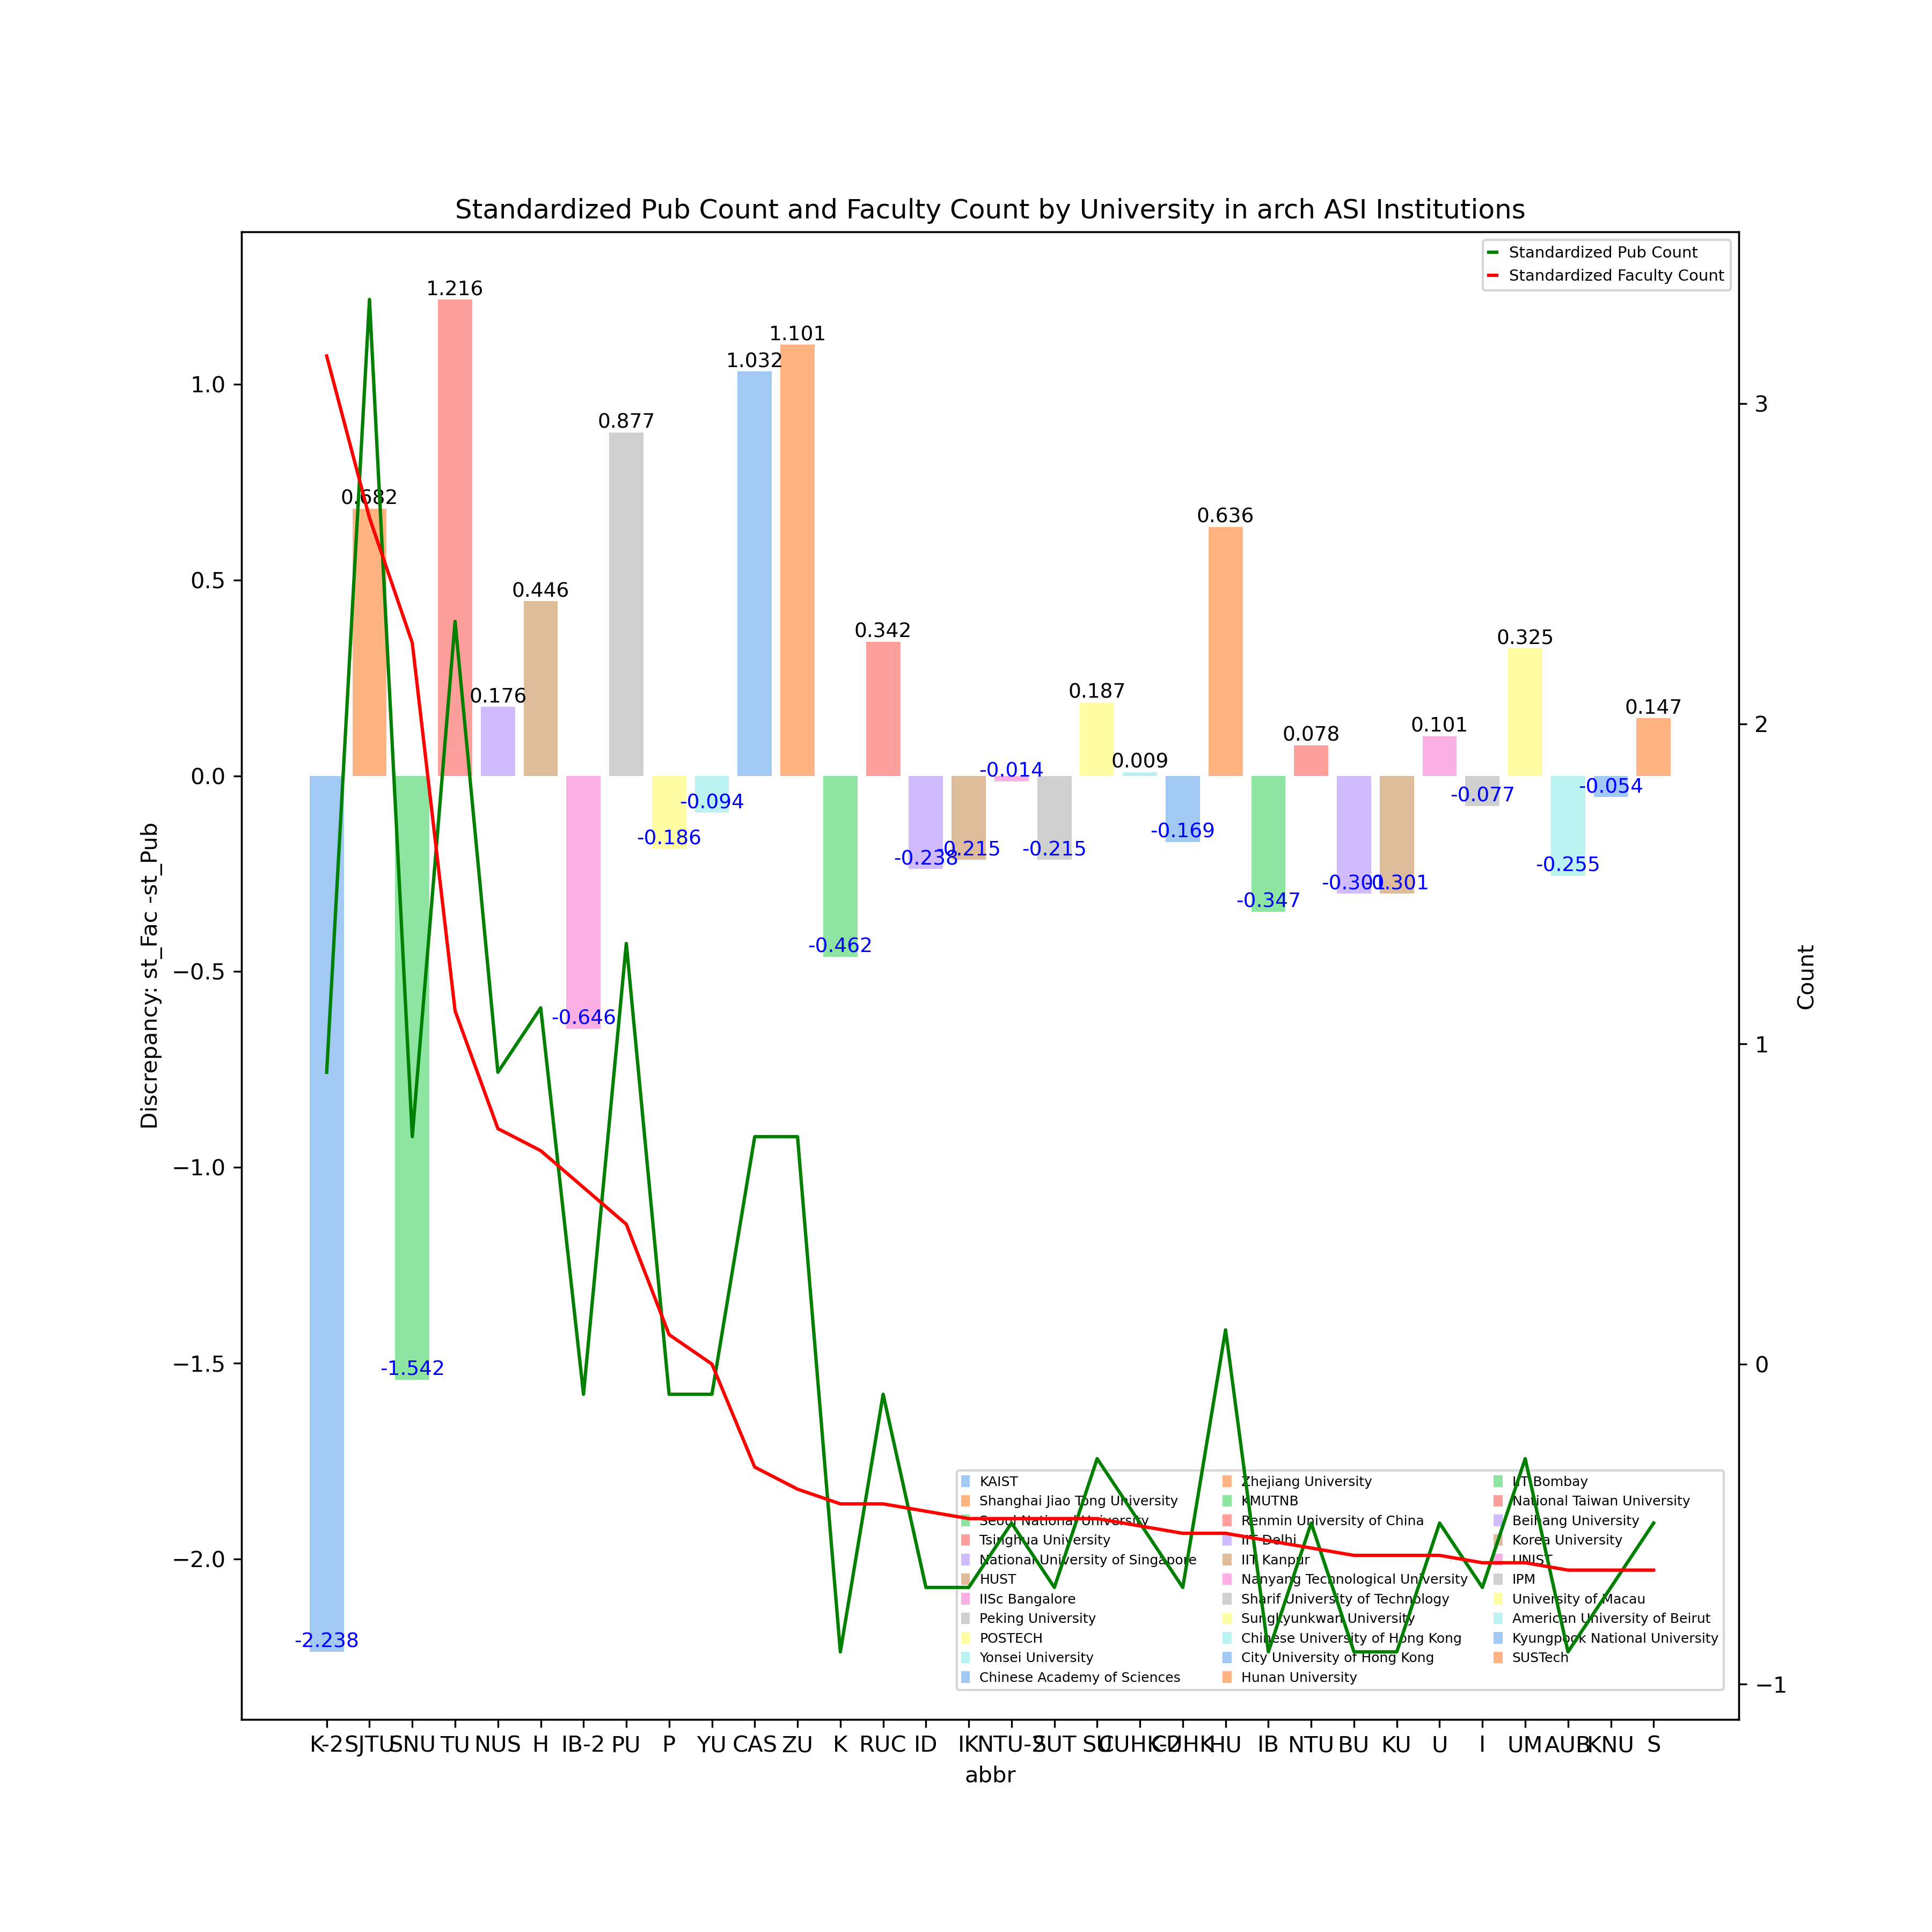 Standardized Pub Count and Faculty Count by University in arch ASI Institutions
Standardized Pub Count
Standardized Faculty Count
Discrepancy: st_Fac -st_Pub
1.0
0.5
0.0
−0.5
−1.0
−1.5
−2.0
-2.238
0.682
-1.542
1.216
0.176
0.446
-0.646
0.877
-0.186
-0.094
1.032
1.101
-0.462
0.342
-0.238
-0.215
-0.014
-0.215
0.187
0.009
-0.169
0.636
-0.347
0.078
-0.301
-0.301
0.101
-0.077
0.325
-0.255
-0.054
0.147
3
2
1
0
−1
Count
KAIST
Shanghai Jiao Tong University
Seoul National University
Tsinghua University
National University of Singapore
HUST
IISc Bangalore
Peking University
POSTECH
Yonsei University
Chinese Academy of Sciences
Zhejiang University
KMUTNB
Renmin University of China
IIT Delhi
IIT Kanpur
Nanyang Technological University
Sharif University of Technology
Sungkyunkwan University
Chinese University of Hong Kong
City University of Hong Kong
Hunan University
IIT Bombay
National Taiwan University
Beihang University
Korea University
UNIST
IPM
University of Macau
American University of Beirut
Kyungpook National University
SUSTech
K-2 SJTU SNU TU NUS H IB-2 PU P YU CAS ZU K RUC ID IK NTU-2 SUT SU CUHK-2 CUHK HU IB NTU BU KU U I UM AUB KNU S
abbr